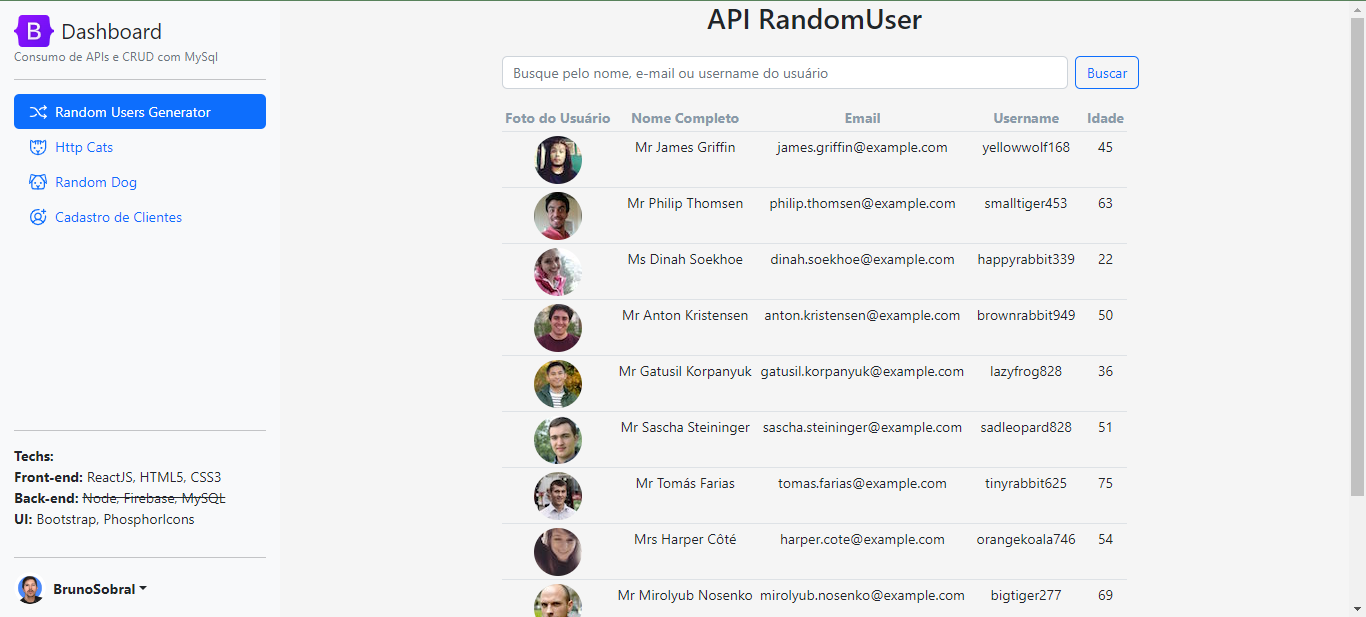 B Dashboard
Consumo de APIs e CRUD com MySql
Random Users Generator
Http Cats
Random Dog
Cadastro de Clientes
Techs:
Front-end: ReactJS, HTML5, CSS3
Back-end: Node, Firebase, MySQL
UI: Bootstrap, PhosphorIcons
BrunoSobral
API RandomUser
Busque pelo nome, e-mail ou username do usuário Buscar
Foto do Usuário Nome Completo Email Username Idade
Mr James Griffin james.griffin@example.com yellowwolf168 45
Mr Philip Thomsen philip.thomsen@example.com smalltiger453 63
Ms Dinah Soekhoe dinah.soekhoe@example.com happyrabbit339 22
Mr Anton Kristensen anton.kristensen@example.com brownrabbit949 50
Mr Gatusil Korpanyuk gatusil.korpanyuk@example.com lazyfrog828 36
Mr Sascha Steininger sascha.steininger@example.com sadleopard828 51
Mr Tomás Farias tomas.farias@example.com tinyrabbit625 75
Mrs Harper Côté harper.cote@example.com orangekoala746 54
Mr Mirolyub Nosenko mirolyub.nosenko@example.com bigtiger277 69